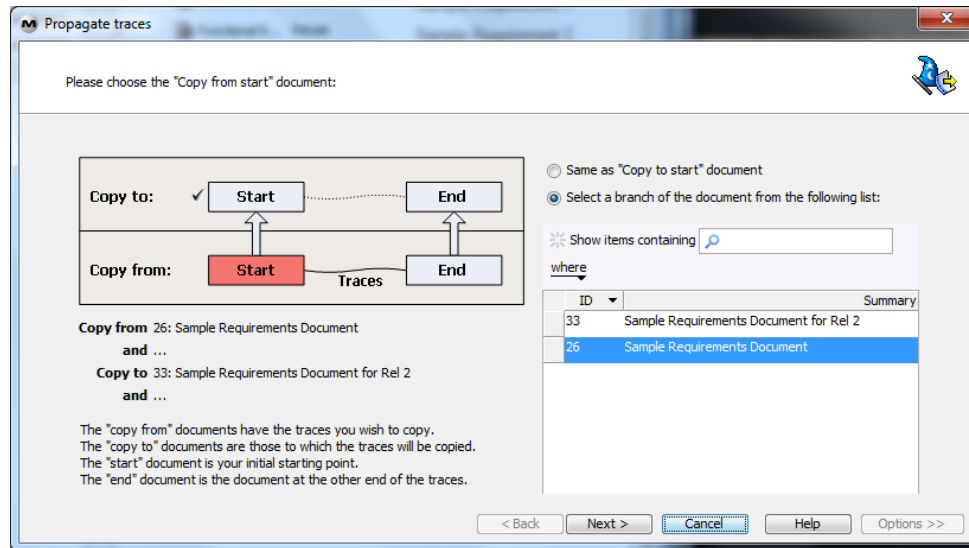 Propagate traces
Please choose the "Copy from start" document:
Copy to:
Start
End
Copy from:
Start
Traces
End
Copy from 26: Sample Requirements Document
and ...
Copy to 33: Sample Requirements Document for Rel 2
and ...
The "copy from" documents have the traces you wish to copy.
The "copy to" documents are those to which the traces will be copied.
The "start" document is your initial starting point.
The "end" document is the document at the other end of the traces.
Same as "Copy to start" document
Select a branch of the document from the following list:
Show items containing
where
ID Summary
33 Sample Requirements Document for Rel 2
26 Sample Requirements Document
< Back Next > Cancel Help Options >>